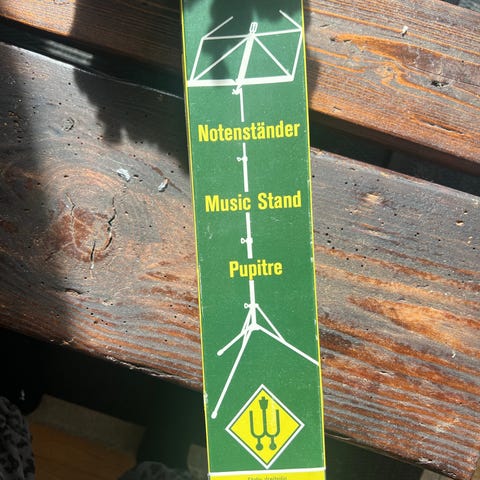 Notenständer
Music Stand
Pupitre